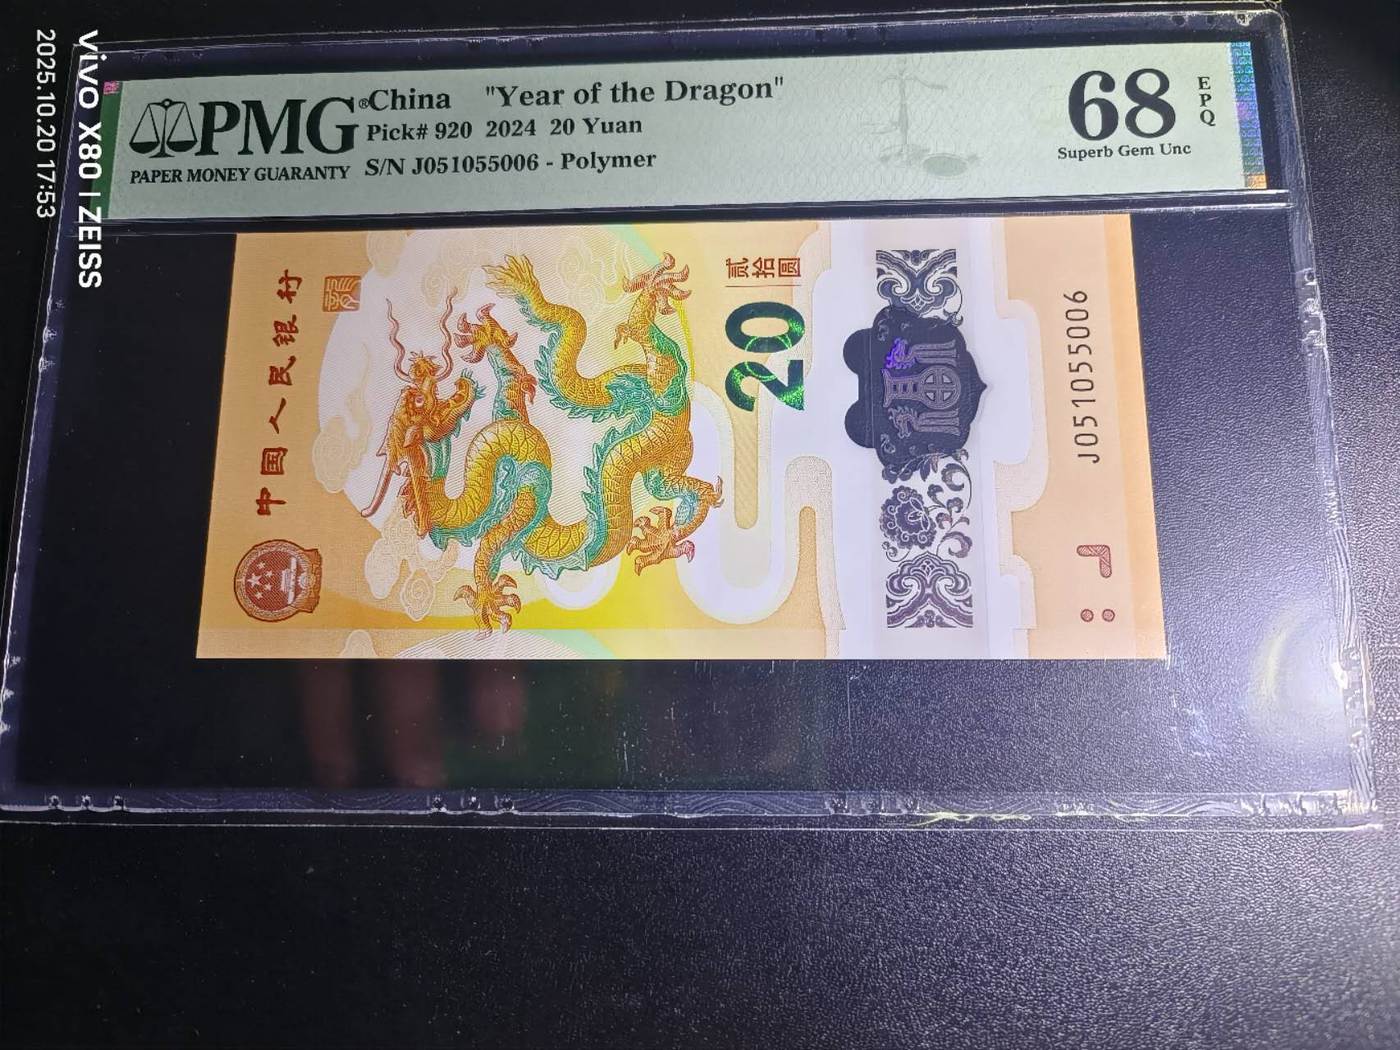 PMG®
PAPER MONEY GUARANTY
China "Year of the Dragon"
Pick# 920 2024 20 Yuan
S/N J051055006 - Polymer
68
EPQ
Superb Gem Unc
中国人民银行
贰拾圆
20
J051055006
vivo X80 | ZEISS
2025.10.20 17:53